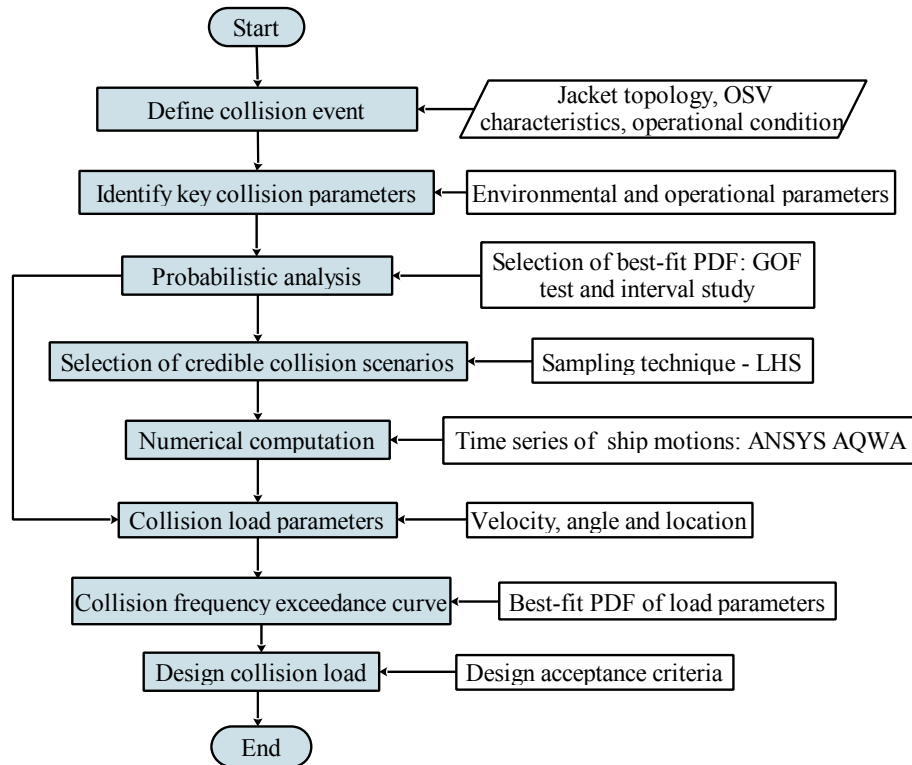 Start
Define collision event
Jacket topology, OSV
characteristics, operational condition
Identify key collision parameters
Environmental and operational parameters
Probabilistic analysis
Selection of best-fit PDF: GOF
test and interval study
Selection of credible collision scenarios
Sampling technique - LHS
Numerical computation
Time series of ship motions: ANSYS AQWA
Collision load parameters
Velocity, angle and location
Collision frequency exceedance curve
Best-fit PDF of load parameters
Design collision load
Design acceptance criteria
End